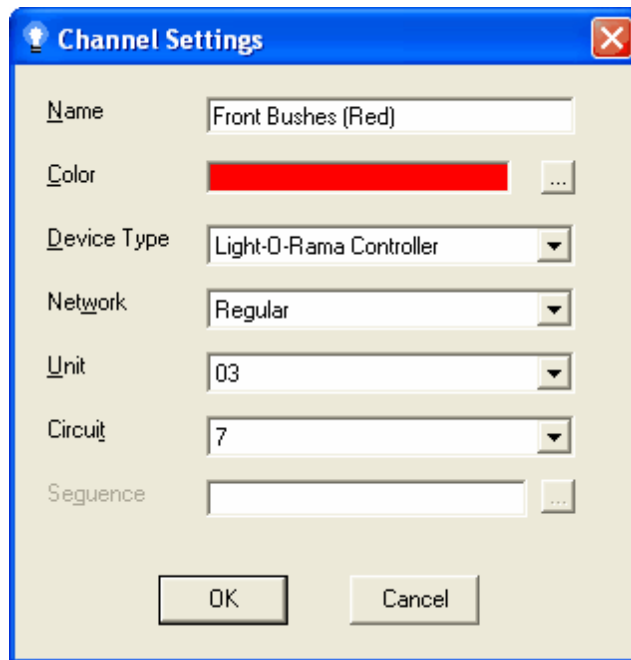 Channel Settings
Name Front Bushes (Red)
Color ...
Device Type Light-O-Rama Controller
Network Regular
Unit 03
Circuit 7
Sequence ...
OK Cancel